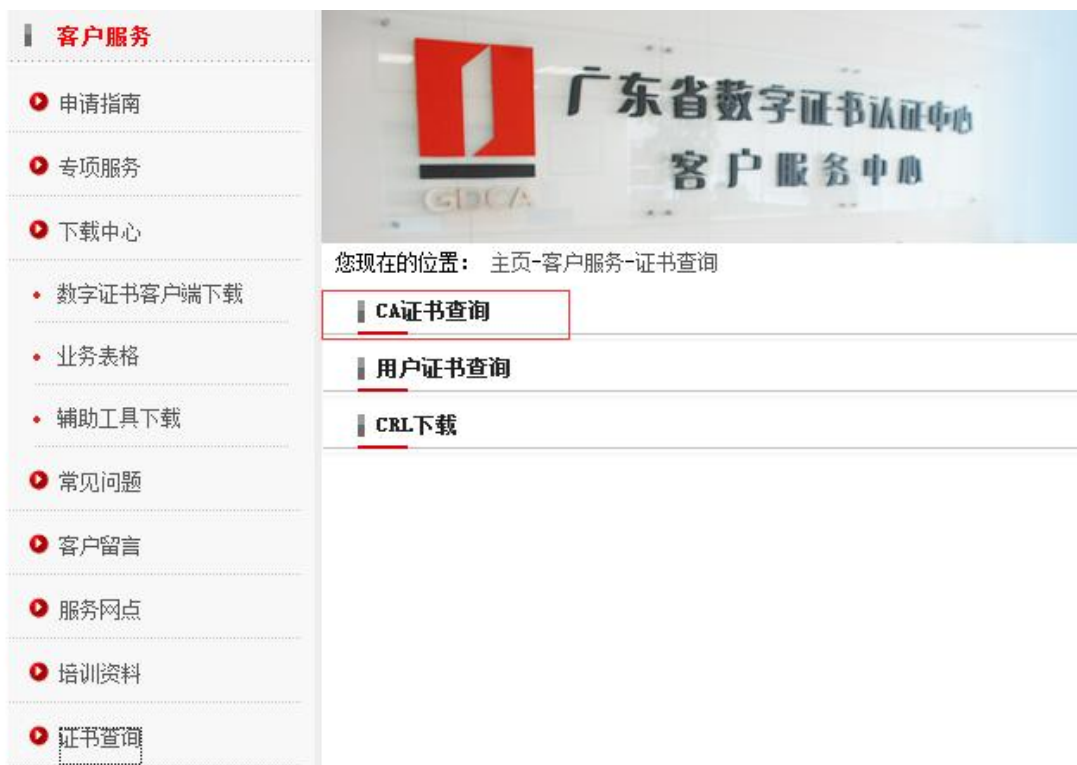 客户服务
申请指南
专项服务
下载中心
数字证书客户端下载
业务表格
辅助工具下载
常见问题
客户留言
服务网点
培训资料
证书查询
广东省数字证书认证中心
客户服务中心
GDCA
您现在的位置： 主页-客户服务-证书查询
CA证书查询
用户证书查询
CRL下载